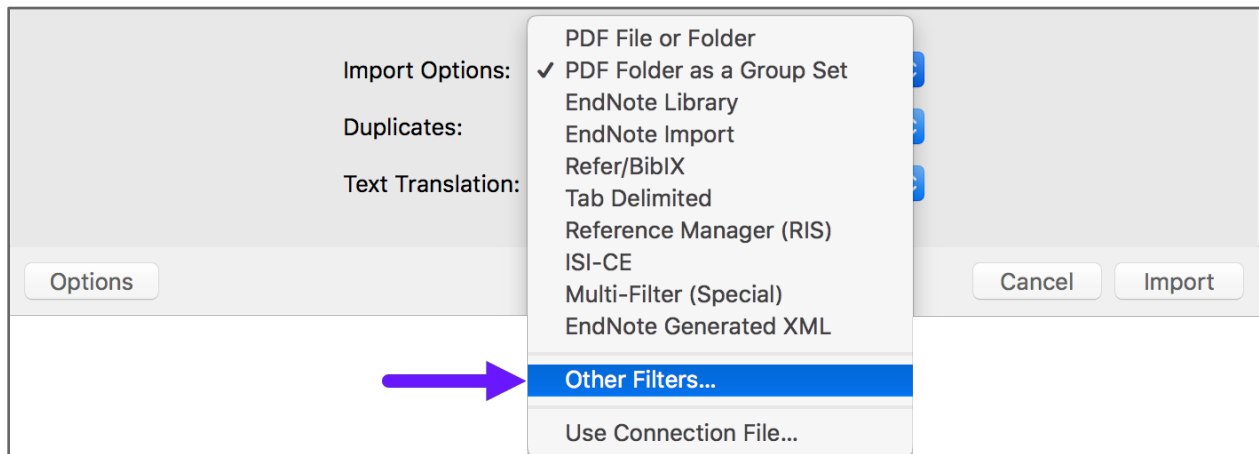 PDF File or Folder
Import Options: ✓ PDF Folder as a Group Set
EndNote Library
Duplicates:
EndNote Import
Refer/BibIX
Text Translation:
Tab Delimited
Reference Manager (RIS)
ISI-CE
Options
Cancel
Import
Multi-Filter (Special)
EndNote Generated XML
Other Filters...
Use Connection File...